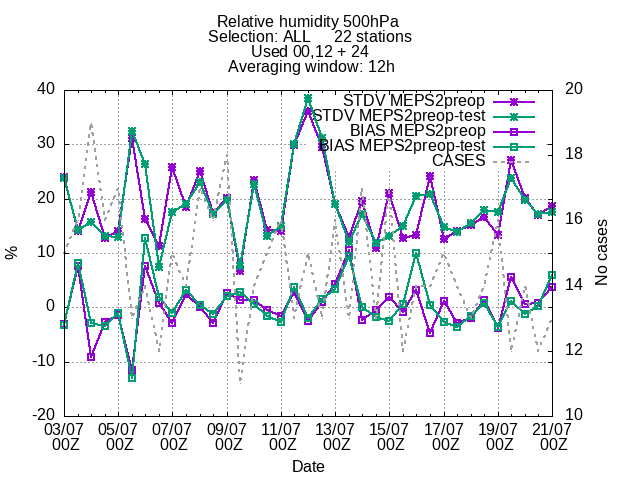 Relative humidity 500hPa
Selection: ALL 22 stations
Used 00,12 + 24
Averaging window: 12h
40 20
STDV MEPS2preop
STDV MEPS2preop-test
BIAS MEPS2preop
BIAS MEPS2preop-test
CASES
30 18
20 16
10 14
0
-10 12
-20 10
%
No cases
03/07 05/07 07/07 09/07 11/07 13/07 15/07 17/07 19/07 21/07
00Z 00Z 00Z 00Z 00Z 00Z 00Z 00Z 00Z 00Z
Date